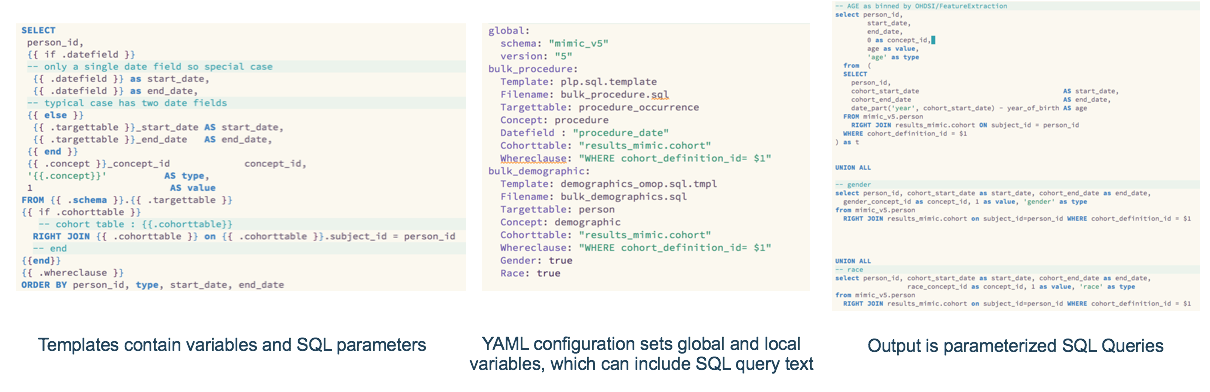 SELECT
person_id,
{{ if .datefield }}
-- only a single date field so special case
{{ .datefield }} as start_date,
{{ .datefield }} as end_date,
-- typical case has two date fields
{{ else }}
{{ .targettable }}_start_date AS start_date,
{{ .targettable }}_end_date AS end_date,
{{ end }}
{{ .concept }}_concept_id concept_id,
'{{.concept}}' AS type,
1 AS value
FROM {{ .schema }}.{{ .targettable }}
{{ if .cohorttable }}
-- cohort table : {{.cohorttable}}
RIGHT JOIN {{ .cohorttable }} on {{ .cohorttable }}.subject_id = person_id
-- end
{{end}}
{{ .whereclause }}
ORDER BY person_id, type, start_date, end_date
Templates contain variables and SQL parameters
global:
schema: "mimic_v5"
version: "5"
bulk_procedure:
Template: plp.sql.template
Filename: bulk_procedure.sql
Targettable: procedure_occurrence
Concept: procedure
Datefield : "procedure_date"
Cohorttable: "results_mimic.cohort"
Whereclause: "WHERE cohort_definition_id= $1"
bulk_demographic:
Template: demographics_omop.sql.tmpl
Filename: bulk_demographics.sql
Targettable: person
Concept: demographic
Cohorttable: "results_mimic.cohort"
Whereclause: "WHERE cohort_definition_id= $1"
Gender: true
Race: true
YAML configuration sets global and local
variables, which can include SQL query text
-- AGE as binned by OHDSI/FeatureExtraction
select person_id,
start_date,
end_date,
0 as concept_id,
age as value,
'age' as type
from (
SELECT
person_id,
cohort_start_date AS start_date,
cohort_end_date AS end_date,
date_part('year', cohort_start_date) - year_of_birth AS age
FROM mimic_v5.person
RIGHT JOIN results_mimic.cohort ON subject_id = person_id
WHERE cohort_definition_id = $1
) as t
UNION ALL
-- gender
select person_id, cohort_start_date as start_date, cohort_end_date as end_date,
gender_concept_id as concept_id, 1 as value, 'gender' as type
from mimic_v5.person
RIGHT JOIN results_mimic.cohort on subject_id=person_id WHERE cohort_definition_id = $1
UNION ALL
-- race
select person_id, cohort_start_date as start_date, cohort_end_date as end_date,
race_concept_id as concept_id, 1 as value, 'race' as type
from mimic_v5.person
RIGHT JOIN results_mimic.cohort on subject_id=person_id WHERE cohort_definition_id = $1
Output is parameterized SQL Queries